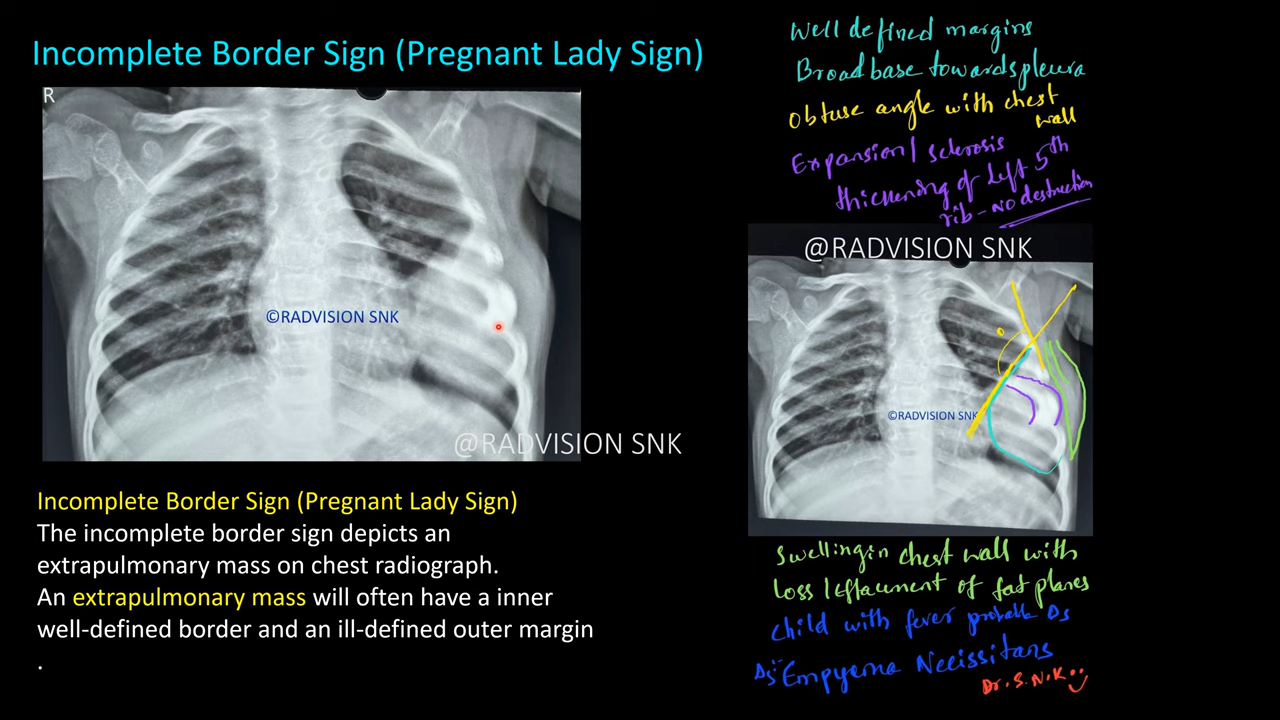 Incomplete Border Sign (Pregnant Lady Sign)
R
©RADVISION SNK
@RADVISION SNK
Incomplete Border Sign (Pregnant Lady Sign)
The incomplete border sign depicts an
extrapulmonary mass on chest radiograph.
An extrapulmonary mass will often have a inner
well-defined border and an ill-defined outer margin
.
Well defined margins
Broad base towards pleura
Obtuse angle with chest
wall
Expansion/sclerosis
thickening of Left 5th
rib - NO destruction
@RADVISION SNK
©RADVISION SNK
Swelling in chest wall with
Loss/effacument of fat planes
child with fever probable Ds
Ds:- Empyema Necissitans
Dr. S.N.K